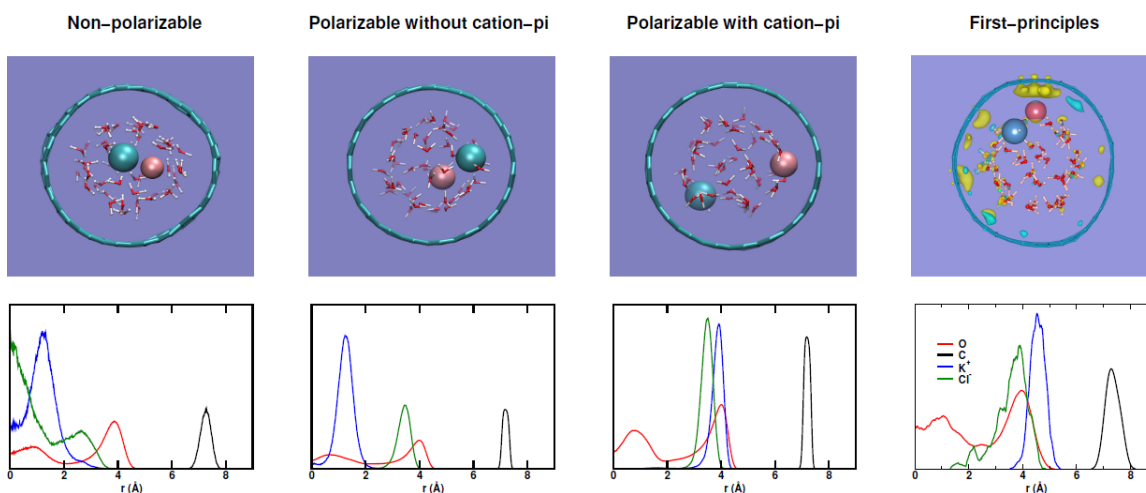 Non-polarizable
Polarizable without cation-pi
Polarizable with cation-pi
First-principles
0 2 4 6 8
r (Å)
0 2 4 6 8
r (Å)
0 2 4 6 8
r (Å)
O
C
K+
Cl-
0 2 4 6 8
r (Å)